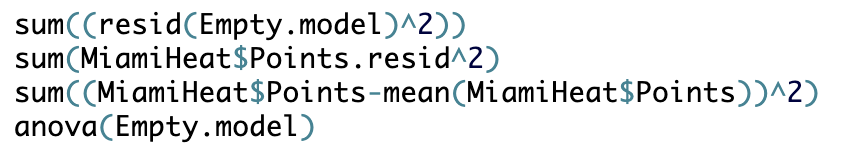 sum((resid(Empty.model)^2))
sum(MiamiHeat$Points.resid^2)
sum((MiamiHeat$Points-mean(MiamiHeat$Points))^2)
anova(Empty.model)